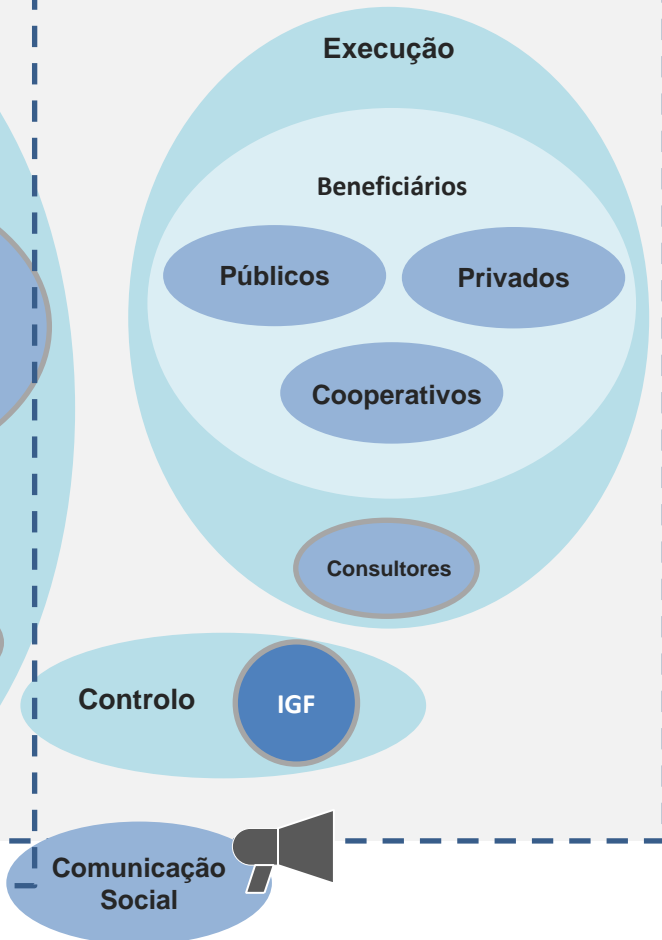 Execução
Beneficiários
Públicos
Privados
Cooperativos
Consultores
Controlo
IGF
Comunicação
Social